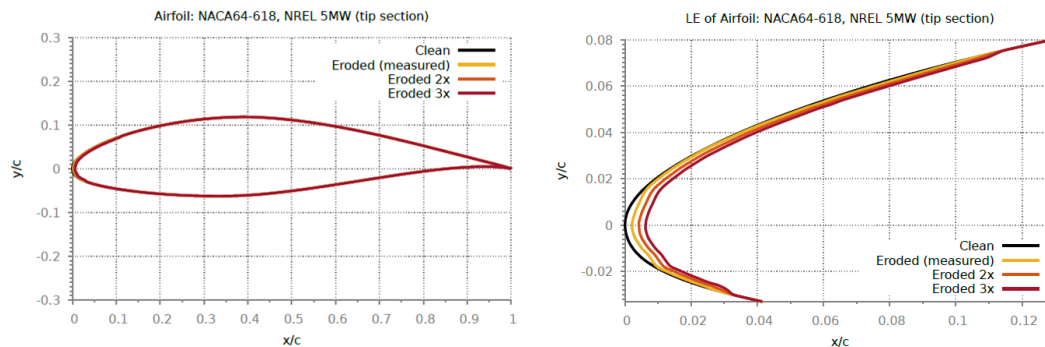 Airfoil: NACA64-618, NREL 5MW (tip section)
0.3
0.2
0.1
0
-0.1
-0.2
-0.3
y/c
Clean
Eroded (measured)
Eroded 2x
Eroded 3x
0 0.1 0.2 0.3 0.4 0.5 0.6 0.7 0.8 0.9 1
x/c
LE of Airfoil: NACA64-618, NREL 5MW (tip section)
0.08
0.06
0.04
0.02
0
-0.02
y/c
Clean
Eroded (measured)
Eroded 2x
Eroded 3x
0 0.02 0.04 0.06 0.08 0.1 0.12
x/c